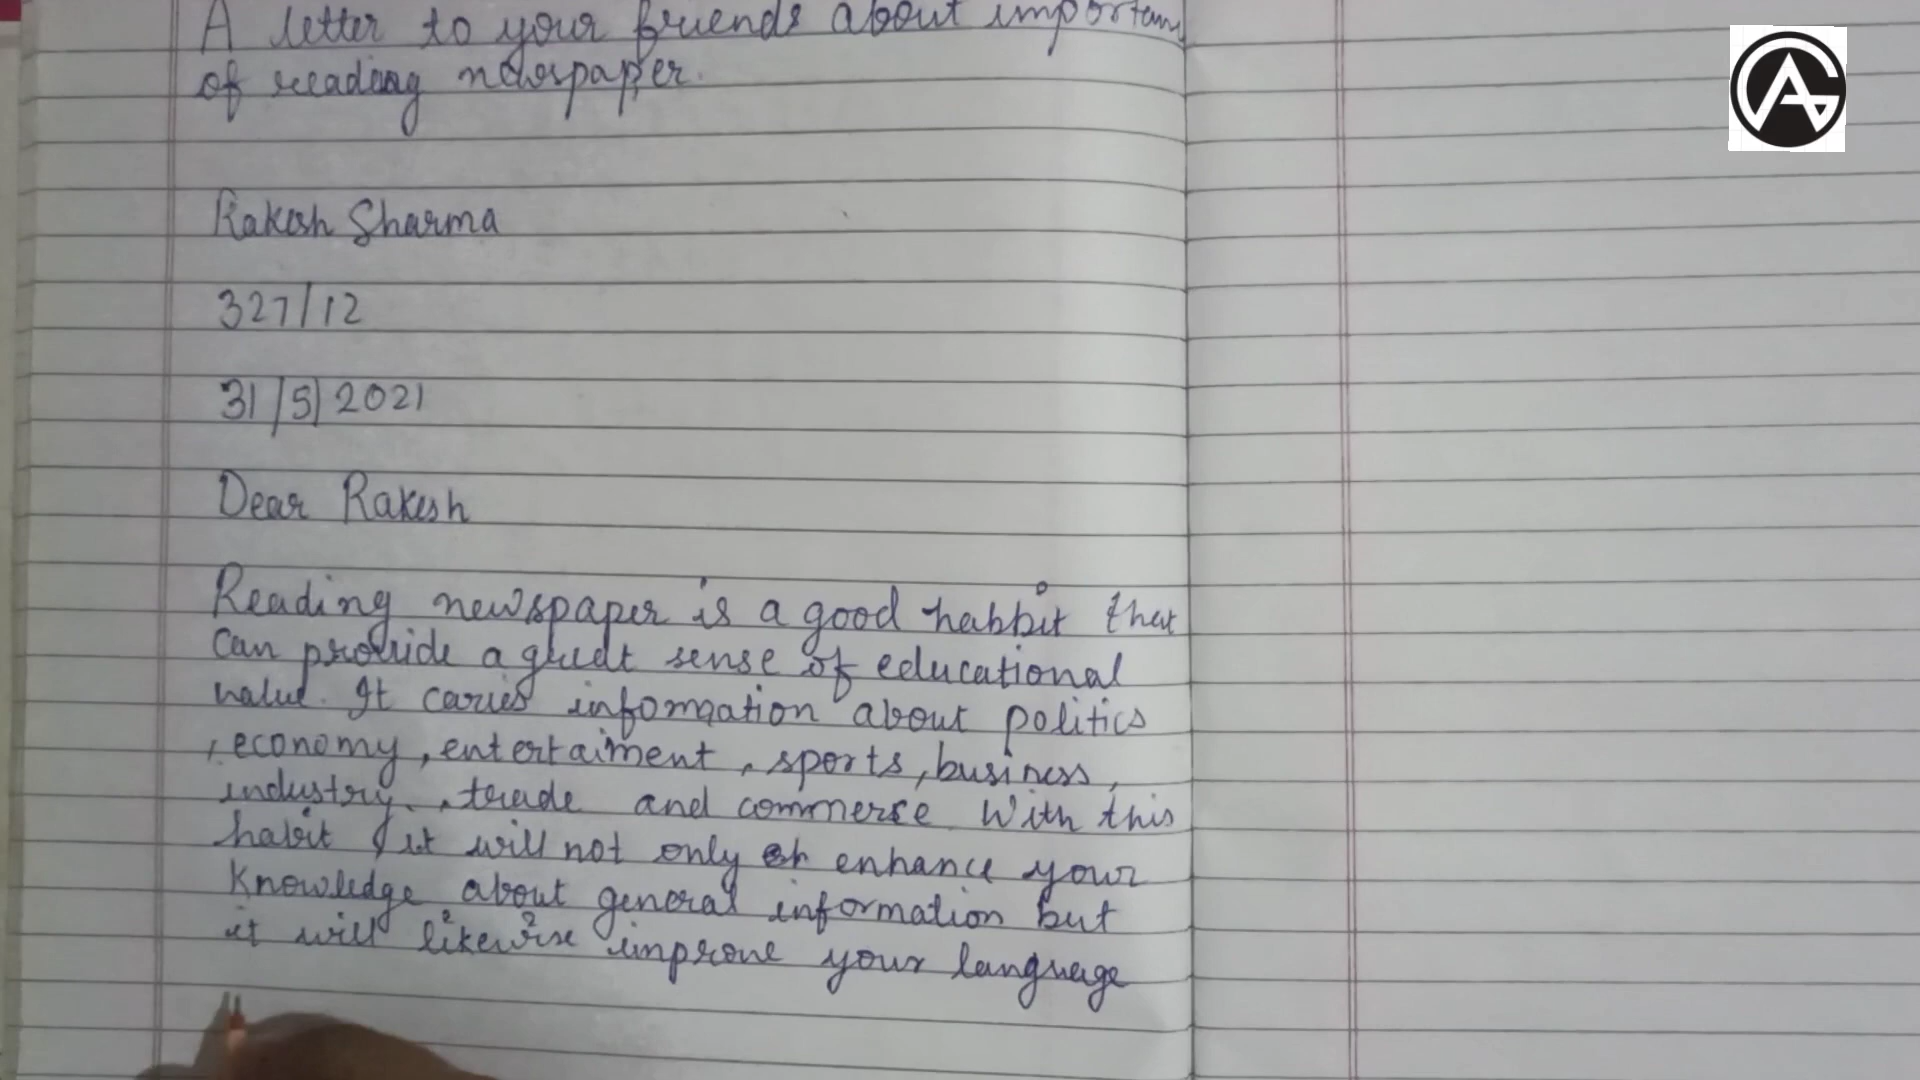 A letter to your friends about importan
of reading newspaper.
Rakesh Sharma
327/12
31/5/2021
Dear Rakesh
Reading newspaper is a good habbit that
can provide a great sense of educational
value. It caries infomation about politics
, economy, entertaiment, sports, business,
industry, trade and commerse. With this
habit it will not only enhance your
knowledge about general information but
it will likewise improve your language